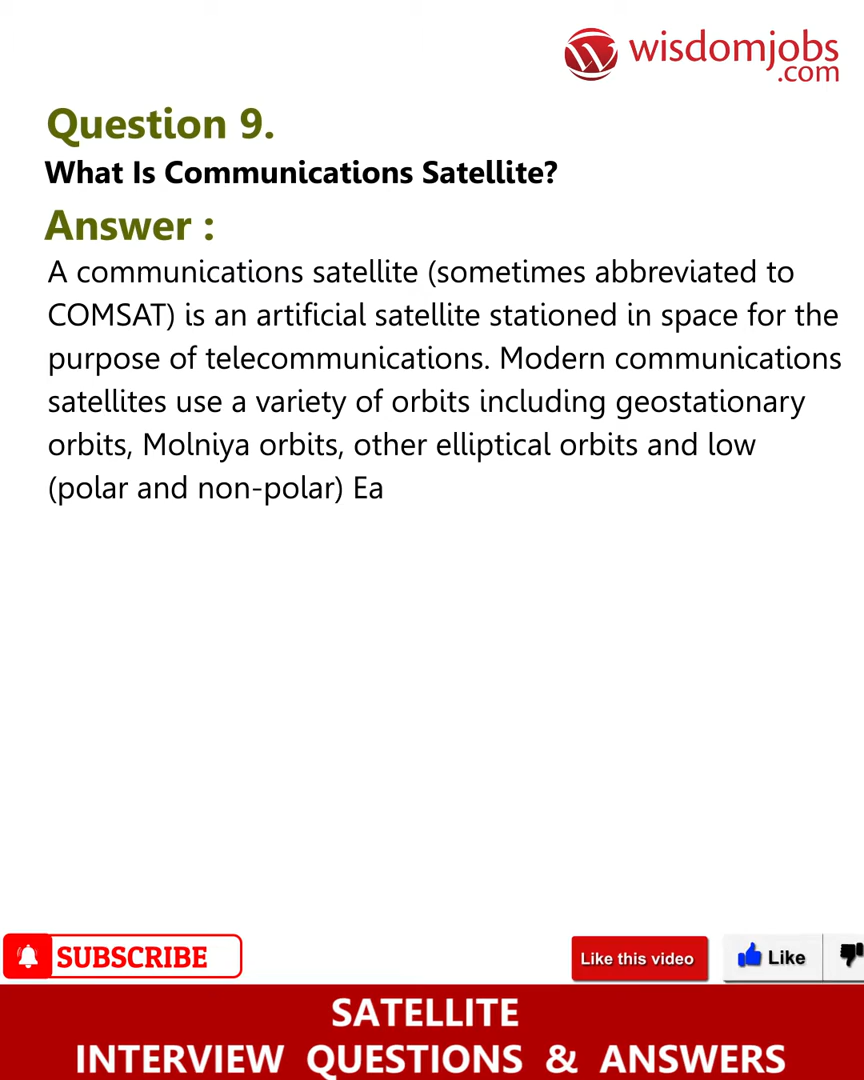 wisdomjobs
.com
Question 9.
What Is Communications Satellite?
Answer :
A communications satellite (sometimes abbreviated to
COMSAT) is an artificial satellite stationed in space for the
purpose of telecommunications. Modern communications
satellites use a variety of orbits including geostationary
orbits, Molniya orbits, other elliptical orbits and low
(polar and non-polar) Ea
SUBSCRIBE
Like this video
Like
SATELLITE
INTERVIEW QUESTIONS & ANSWERS